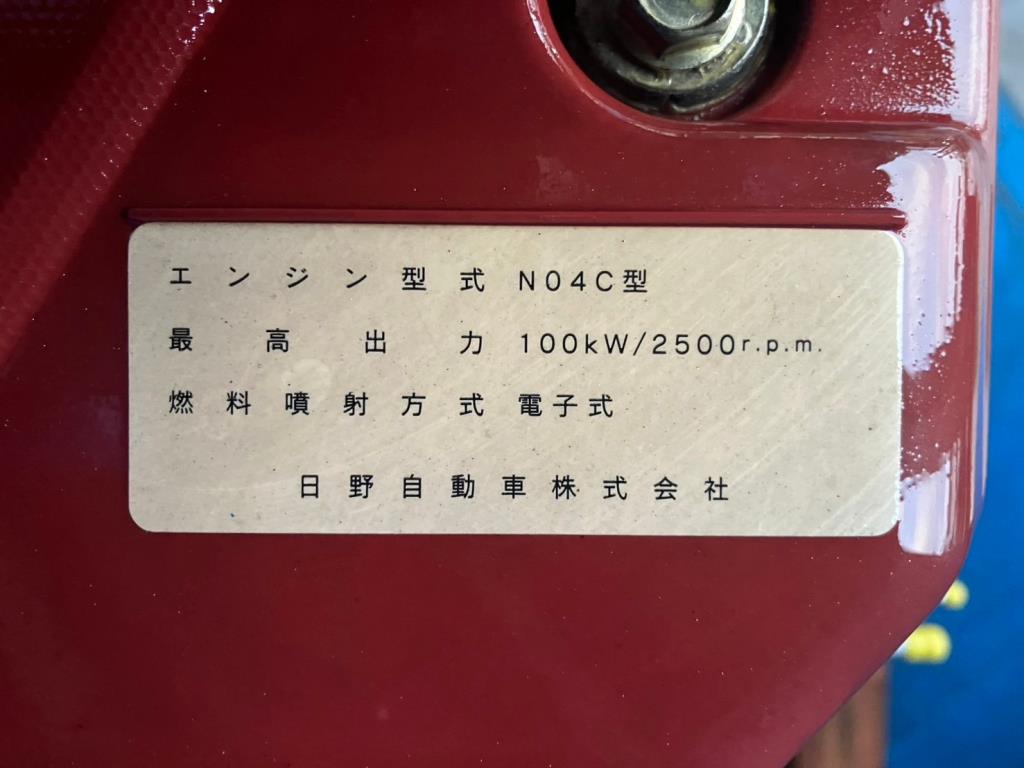 エンジン型式 N04C型
最高出力 100kW/2500r.p.m.
燃料噴射方式 電子式
日野自動車株式会社